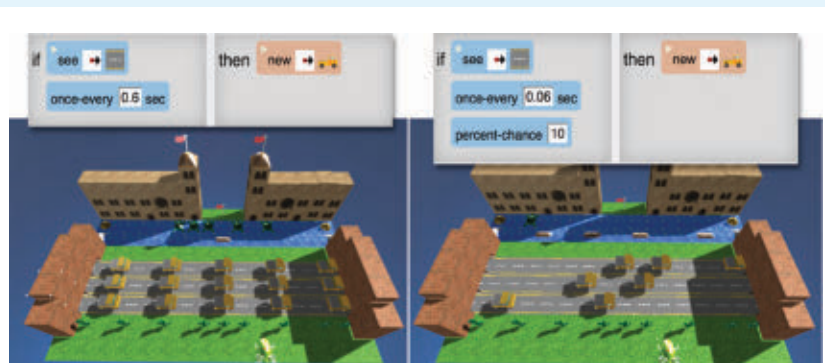 if see then new
once-every 0.6 sec
if see then new
once-every 0.06 sec
percent-chance 10